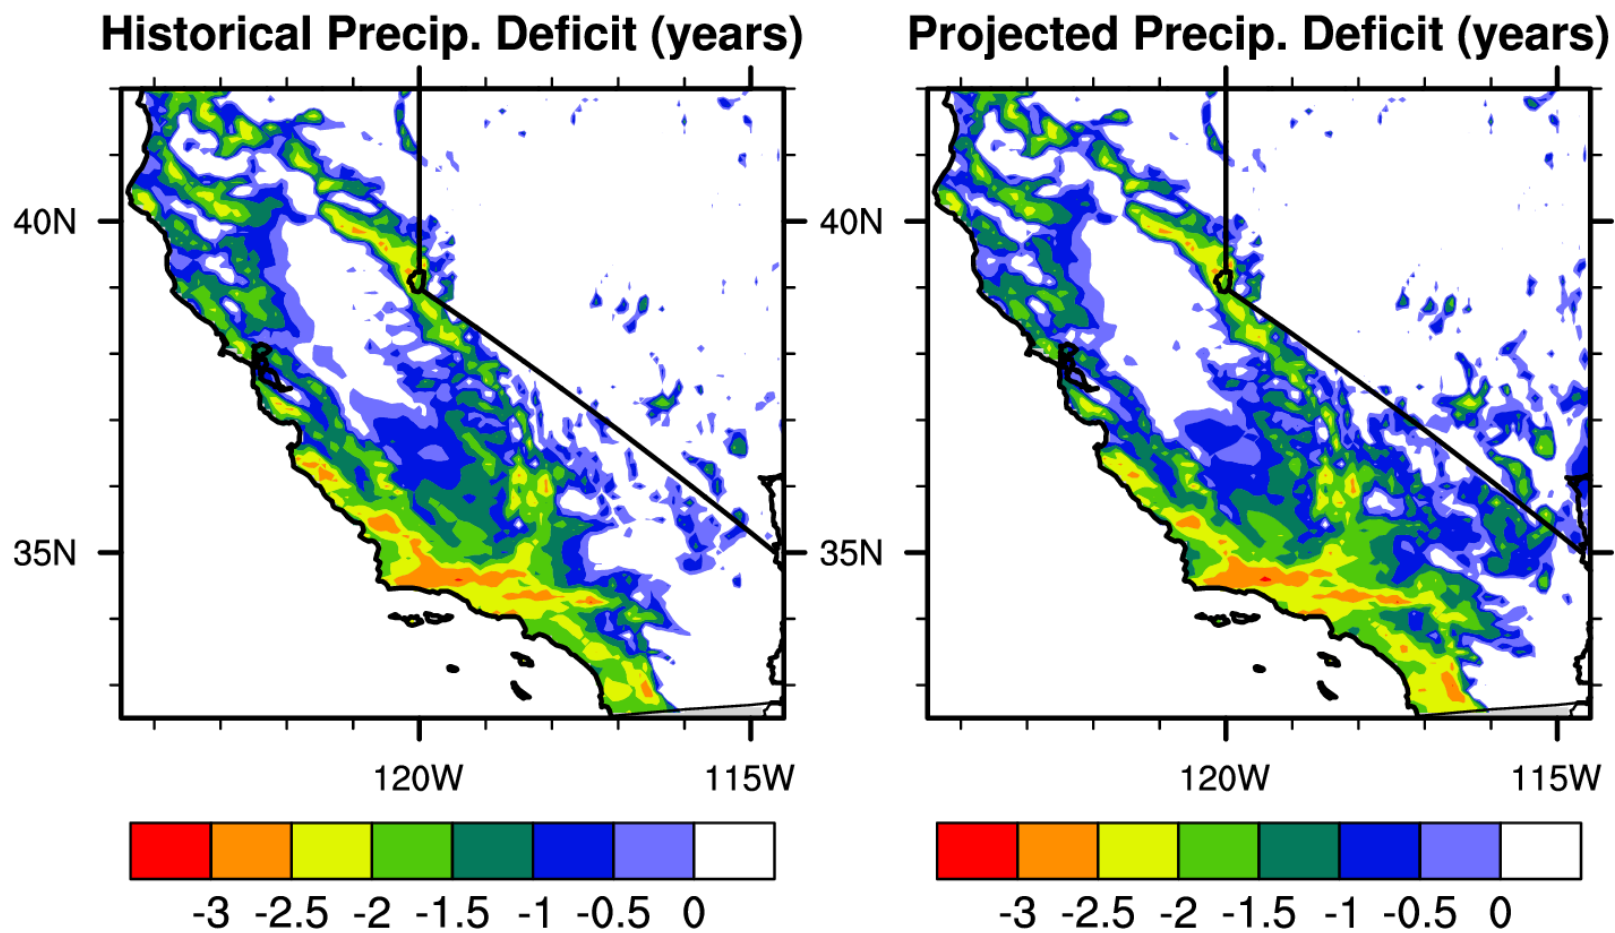 Historical Precip. Deficit (years)
Projected Precip. Deficit (years)
40N
40N
35N
35N
120W
115W
120W
115W
-3 -2.5 -2 -1.5 -1 -0.5 0
-3 -2.5 -2 -1.5 -1 -0.5 0